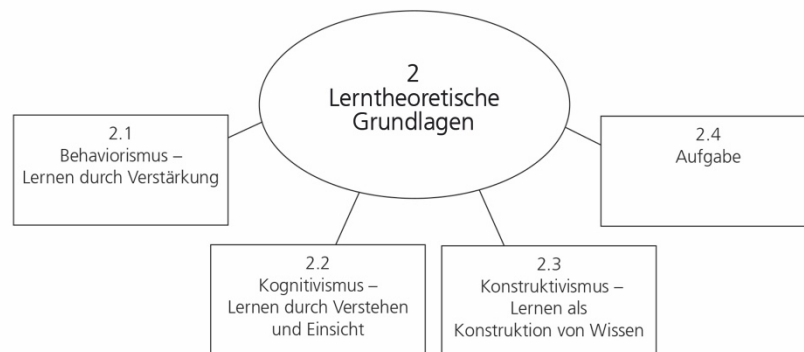 2
Lerntheoretische
Grundlagen
2.1
Behaviorismus –
Lernen durch Verstärkung
2.2
Kognitivismus –
Lernen durch Verstehen
und Einsicht
2.3
Konstruktivismus –
Lernen als
Konstruktion von Wissen
2.4
Aufgabe